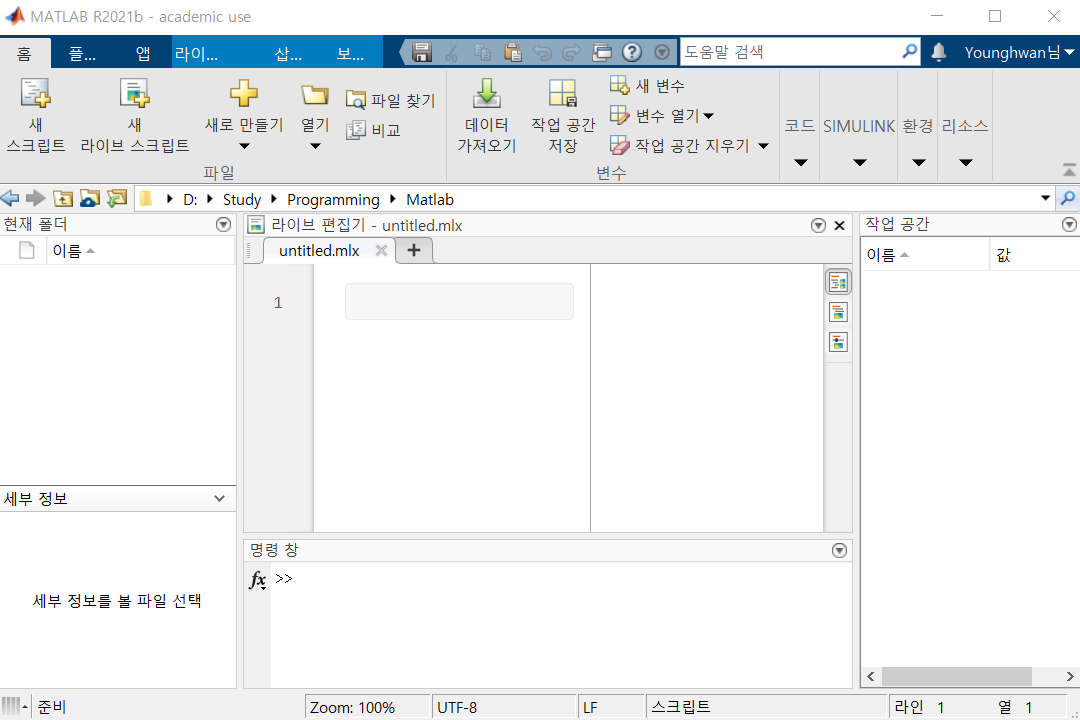 MATLAB R2021b - academic use
홈 플... 앱 라이... 삽... 보... 도움말 검색 Younghwan님
새 스크립트
새 라이브 스크립트
새로 만들기
열기
파일 찾기
비교
파일
데이터 가져오기
작업 공간 저장
새 변수
변수 열기
작업 공간 지우기
변수
코드 SIMULINK 환경 리소스
D: Study Programming Matlab
현재 폴더
이름
세부 정보
세부 정보를 볼 파일 선택
라이브 편집기 - untitled.mlx
untitled.mlx
1
명령 창
fx >>
작업 공간
이름 값
준비 Zoom: 100% UTF-8 LF 스크립트 라인 1 열 1